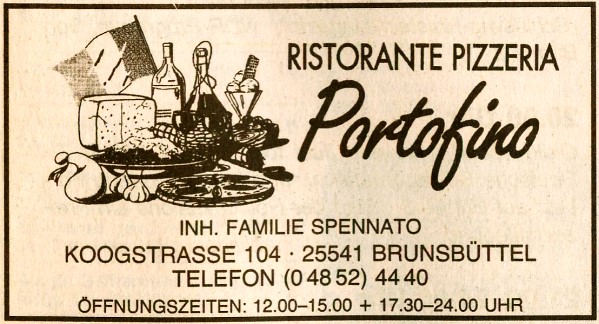 RISTORANTE PIZZERIA
Portofino
INH. FAMILIE SPENNATO
KOOGSTRASSE 104 · 25541 BRUNSBÜTTEL
TELEFON (0 48 52) 44 40
ÖFFNUNGSZEITEN: 12.00–15.00 + 17.30–24.00 UHR